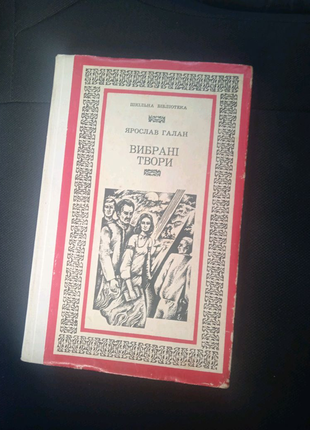 ШКІЛЬНА БІБЛІОТЕКА
ЯРОСЛАВ ГАЛАН
ВИБРАНІ
ТВОРИ